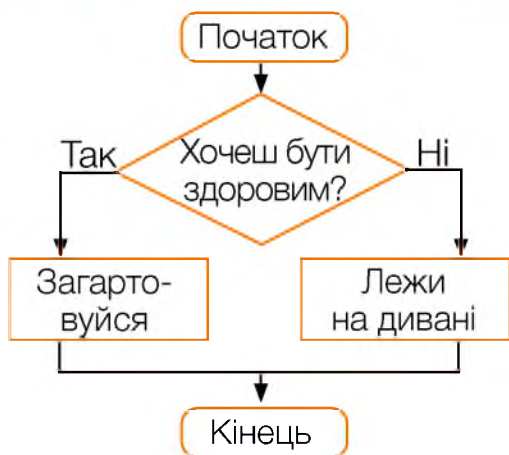 Початок
Так
Хочеш бути
здоровим?
Ні
Загарто-
вуйся
Лежи
на дивані
Кінець